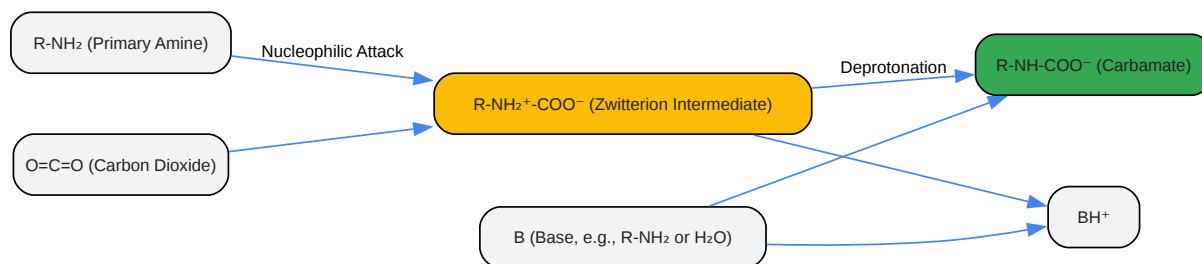 R-NH₂ (Primary Amine)
Nucleophilic Attack
O=C=O (Carbon Dioxide)
R-NH₂⁺-COO⁻ (Zwitterion Intermediate)
Deprotonation
R-NH-COO⁻ (Carbamate)
B (Base, e.g., R-NH₂ or H₂O)
BH⁺